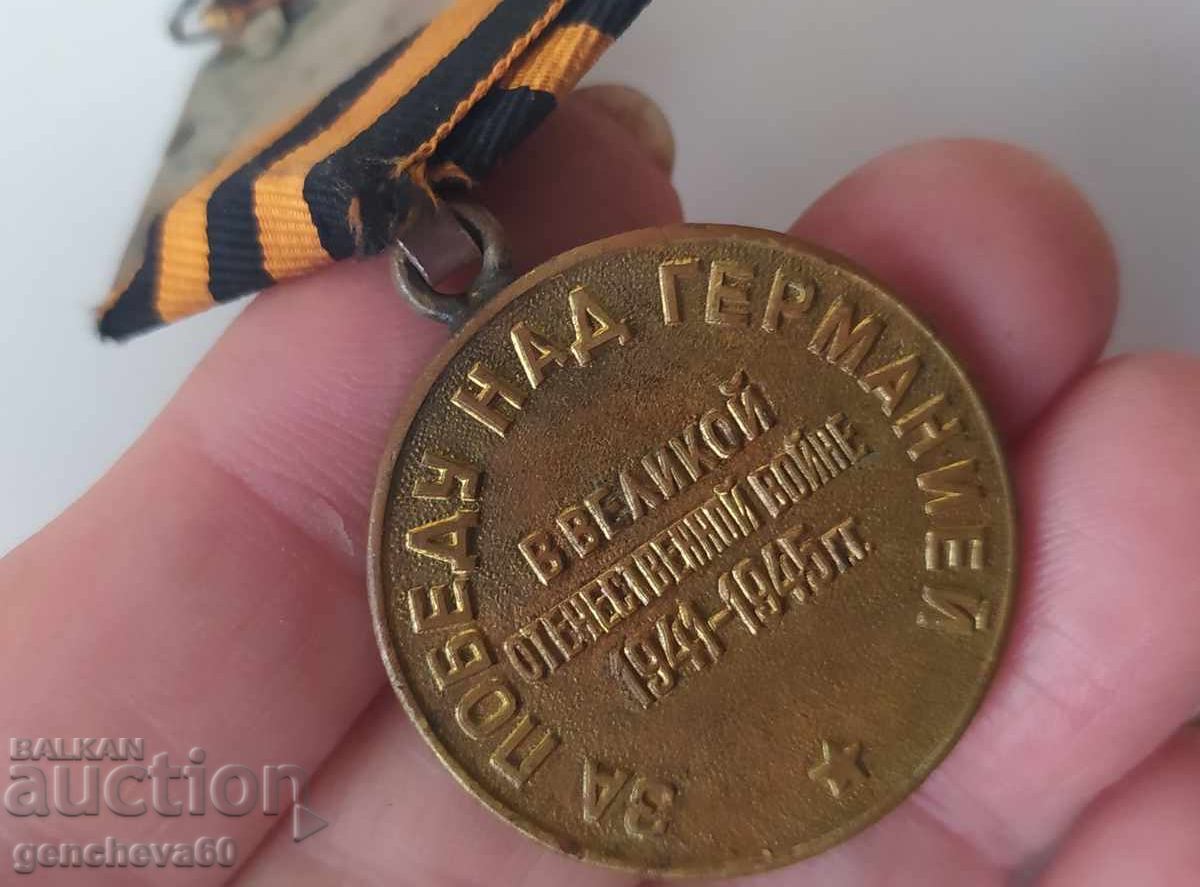 ЗА ПОБЕДУ НАД ГЕРМАНИЕЙ
В ВЕЛИКОЙ
ОТЕЧЕСТВЕННОЙ ВОЙНЕ
1941–1945 гг.
BALKAN
auction
gencheva60